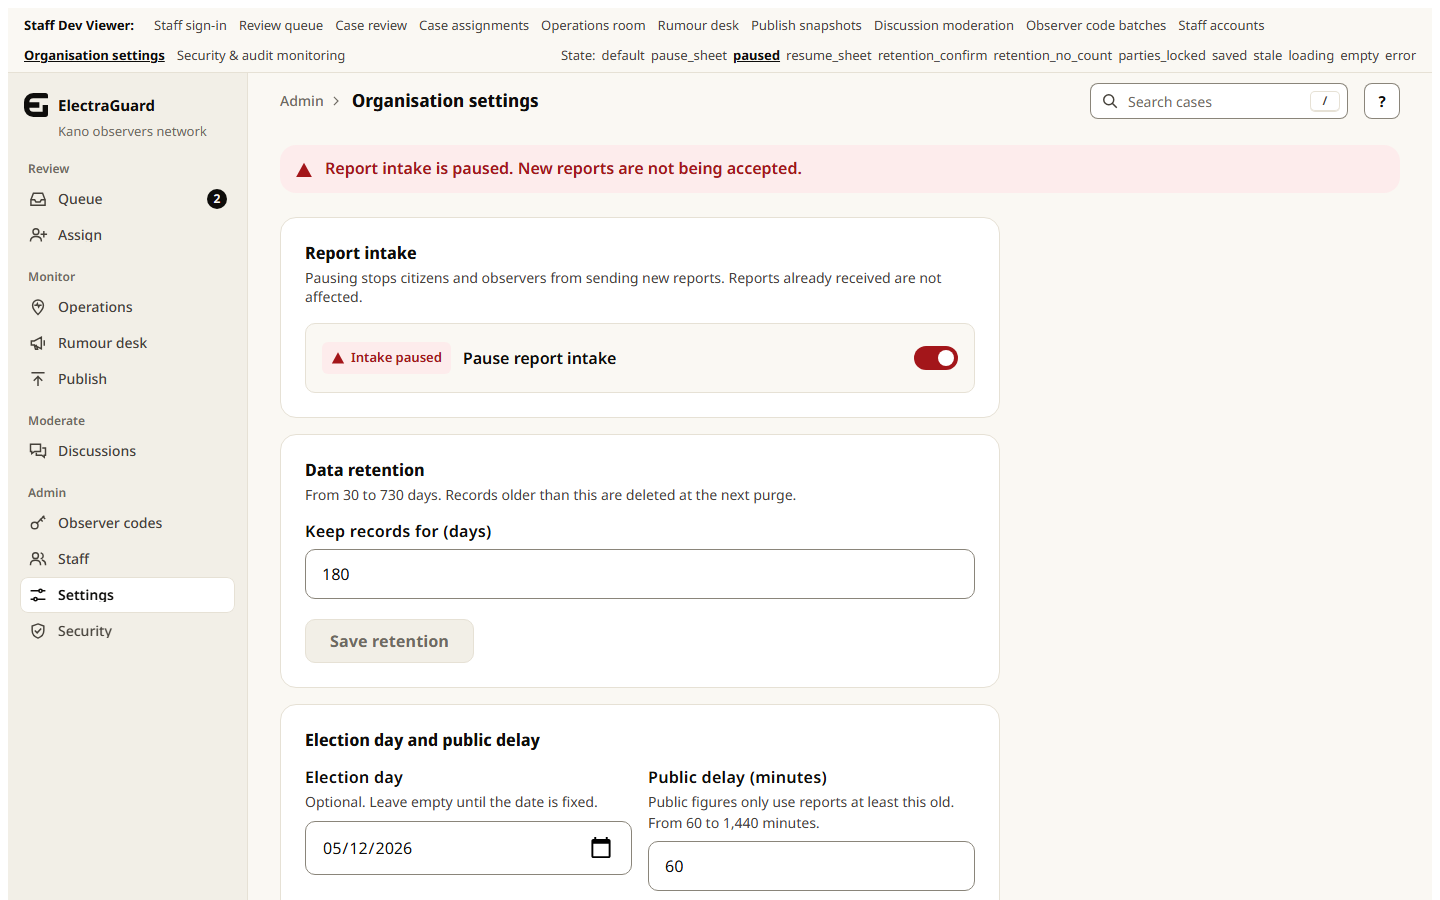 Staff Dev Viewer: Staff sign-in Review queue Case review Case assignments Operations room Rumour desk Publish snapshots Discussion moderation Observer code batches Staff accounts
Organisation settings Security & audit monitoring State: default pause_sheet paused resume_sheet retention_confirm retention_no_count parties_locked saved stale loading empty error
ElectraGuard
Kano observers network
Review
Queue 2
Assign
Monitor
Operations
Rumour desk
Publish
Moderate
Discussions
Admin
Observer codes
Staff
Settings
Security
Admin > Organisation settings
Search cases /
?
Report intake is paused. New reports are not being accepted.
Report intake
Pausing stops citizens and observers from sending new reports. Reports already received are not
affected.
Intake paused Pause report intake
Data retention
From 30 to 730 days. Records older than this are deleted at the next purge.
Keep records for (days)
180
Save retention
Election day and public delay
Election day
Optional. Leave empty until the date is fixed.
05/12/2026
Public delay (minutes)
Public figures only use reports at least this old.
From 60 to 1,440 minutes.
60